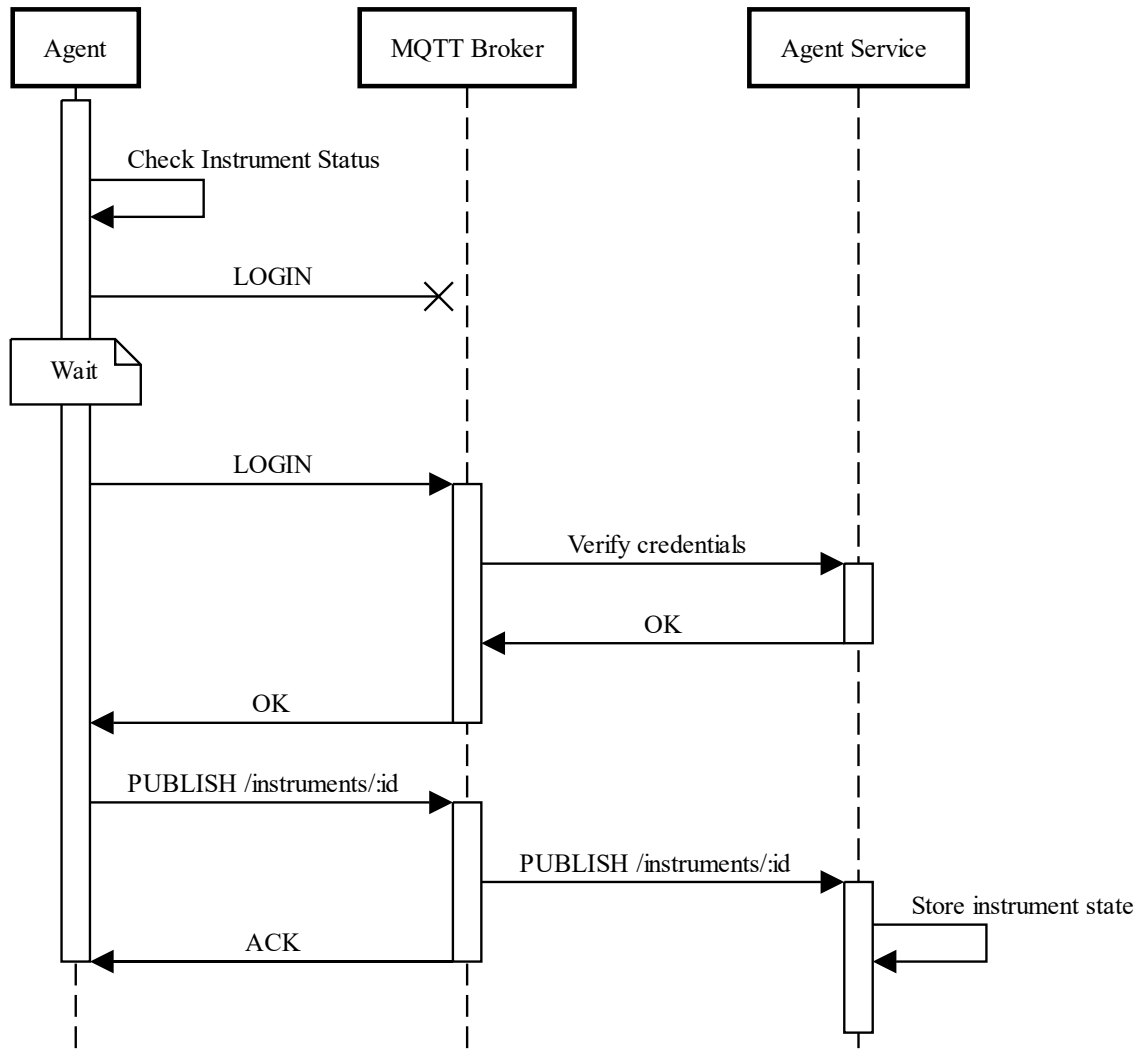 Agent
MQTT Broker
Agent Service
Check Instrument Status
LOGIN
Wait
LOGIN
Verify credentials
OK
OK
PUBLISH /instruments/:id
PUBLISH /instruments/:id
Store instrument state
ACK